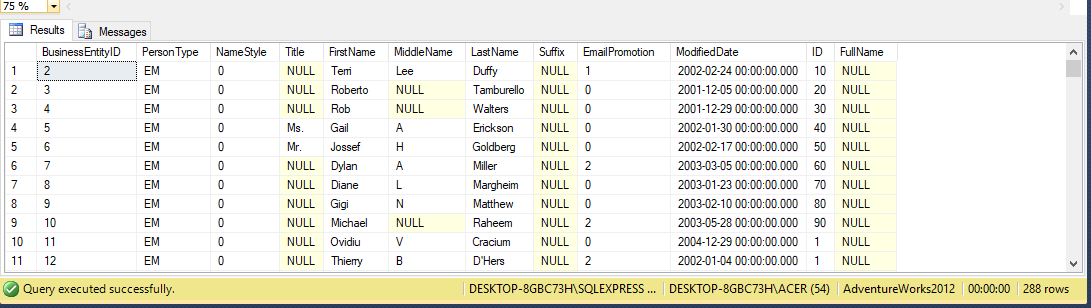 75 %
Results Messages
BusinessEntityID PersonType NameStyle Title FirstName MiddleName LastName Suffix EmailPromotion ModifiedDate ID FullName
1 2 EM 0 NULL Terri Lee Duffy NULL 1 2002-02-24 00:00:00.000 10 NULL
2 3 EM 0 NULL Roberto NULL Tamburello NULL 0 2001-12-05 00:00:00.000 20 NULL
3 4 EM 0 NULL Rob NULL Walters NULL 0 2001-12-29 00:00:00.000 30 NULL
4 5 EM 0 Ms. Gail A Erickson NULL 0 2002-01-30 00:00:00.000 40 NULL
5 6 EM 0 Mr. Jossef H Goldberg NULL 0 2002-02-17 00:00:00.000 50 NULL
6 7 EM 0 NULL Dylan A Miller NULL 2 2003-03-05 00:00:00.000 60 NULL
7 8 EM 0 NULL Diane L Margheim NULL 0 2003-01-23 00:00:00.000 70 NULL
8 9 EM 0 NULL Gigi N Matthew NULL 0 2003-02-10 00:00:00.000 80 NULL
9 10 EM 0 NULL Michael NULL Raheem NULL 2 2003-05-28 00:00:00.000 90 NULL
10 11 EM 0 NULL Ovidiu V Cracium NULL 0 2004-12-29 00:00:00.000 1 NULL
11 12 EM 0 NULL Thierry B D'Hers NULL 2 2002-01-04 00:00:00.000 1 NULL
Query executed successfully. DESKTOP-8GBC73H\SQLEXPRESS ... DESKTOP-8GBC73H\ACER (54) AdventureWorks2012 00:00:00 288 rows